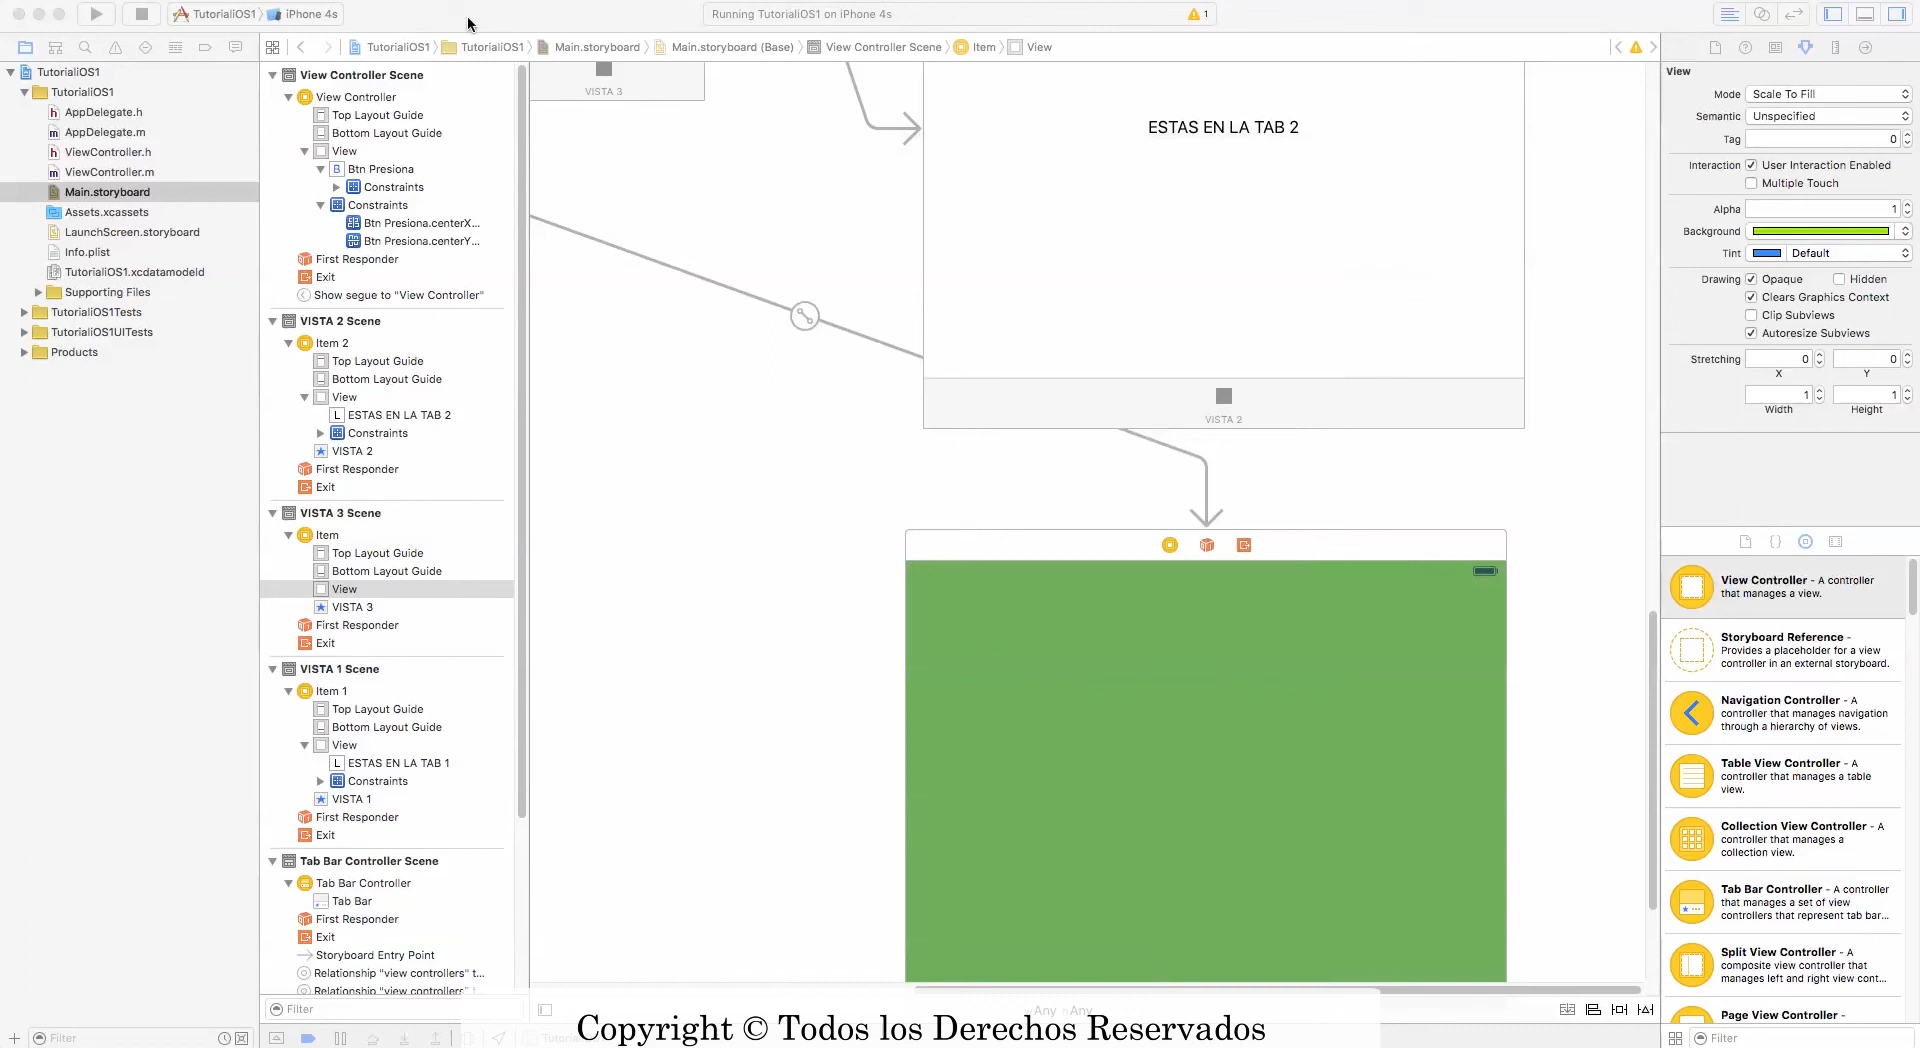 TutorialiOS1 iPhone 4s
Running TutorialiOS1 on iPhone 4s
1
TutorialiOS1 TutorialiOS1 Main.storyboard Main.storyboard (Base) View Controller Scene Item View
TutorialiOS1
TutorialiOS1
AppDelegate.h
AppDelegate.m
ViewController.h
ViewController.m
Main.storyboard
Assets.xcassets
LaunchScreen.storyboard
Info.plist
TutorialiOS1.xcdatamodeld
Supporting Files
TutorialiOS1Tests
TutorialiOS1UITests
Products
Filter
View Controller Scene
View Controller
Top Layout Guide
Bottom Layout Guide
View
B Btn Presiona
Constraints
Constraints
Btn Presiona.centerX...
Btn Presiona.centerY...
First Responder
Exit
Show segue to "View Controller"
VISTA 2 Scene
Item 2
Top Layout Guide
Bottom Layout Guide
View
L ESTAS EN LA TAB 2
Constraints
VISTA 2
First Responder
Exit
VISTA 3 Scene
Item
Top Layout Guide
Bottom Layout Guide
View
VISTA 3
First Responder
Exit
VISTA 1 Scene
Item 1
Top Layout Guide
Bottom Layout Guide
View
L ESTAS EN LA TAB 1
Constraints
VISTA 1
First Responder
Exit
Tab Bar Controller Scene
Tab Bar Controller
Tab Bar
First Responder
Exit
Storyboard Entry Point
Relationship "view controllers" t...
Relationship "view controllers"
Filter
VISTA 3
ESTAS EN LA TAB 2
VISTA 2
Any Any
Copyright © Todos los Derechos Reservados
View
Mode Scale To Fill
Semantic Unspecified
Tag 0
Interaction User Interaction Enabled
Multiple Touch
Alpha 1
Background
Tint Default
Drawing Opaque Hidden
Clears Graphics Context
Clip Subviews
Autoresize Subviews
Stretching 0 0
X Y
1 1
Width Height
View Controller - A controller
that manages a view.
Storyboard Reference -
Provides a placeholder for a view
controller in an external storyboard.
Navigation Controller - A
controller that manages navigation
through a hierarchy of views.
Table View Controller - A
controller that manages a table
view.
Collection View Controller - A
controller that manages a
collection view.
Tab Bar Controller - A controller
that manages a set of view
controllers that represent tab bar...
Split View Controller - A
composite view controller that
manages left and right view cont...
Page View Controller -
Filter